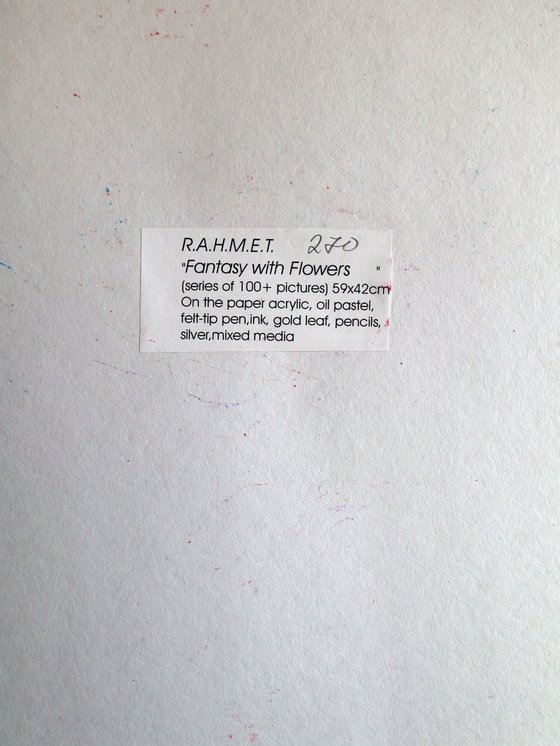 R.A.H.M.E.T. 270
"Fantasy with Flowers "
(series of 100+ pictures) 59x42cm
On the paper acrylic, oil pastel,
felt-tip pen,ink, gold leaf, pencils,
silver,mixed media